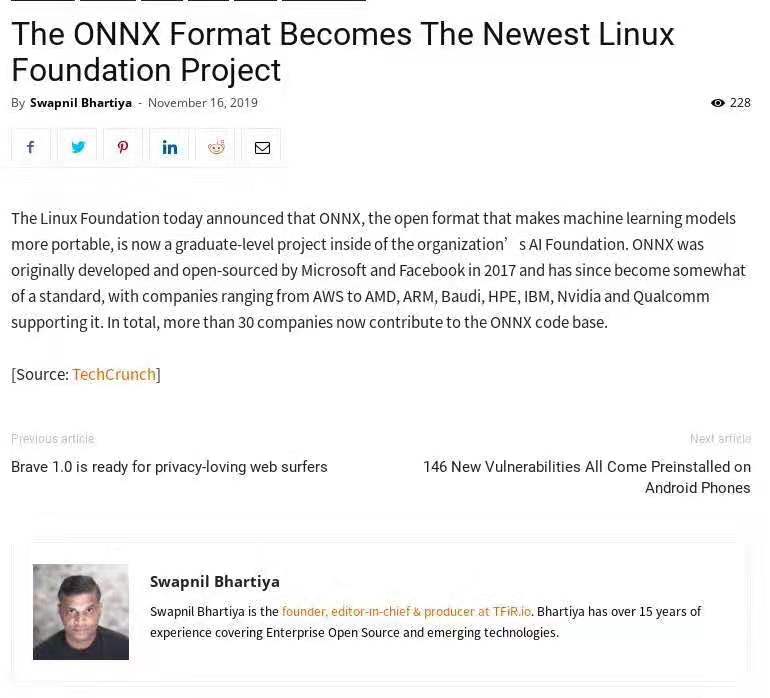 The ONNX Format Becomes The Newest Linux
Foundation Project
By Swapnil Bhartiya - November 16, 2019 228
The Linux Foundation today announced that ONNX, the open format that makes machine learning models
more portable, is now a graduate-level project inside of the organization’s AI Foundation. ONNX was
originally developed and open-sourced by Microsoft and Facebook in 2017 and has since become somewhat
of a standard, with companies ranging from AWS to AMD, ARM, Baudi, HPE, IBM, Nvidia and Qualcomm
supporting it. In total, more than 30 companies now contribute to the ONNX code base.
[Source: TechCrunch]
Previous article Next article
Brave 1.0 is ready for privacy-loving web surfers 146 New Vulnerabilities All Come Preinstalled on
Android Phones
Swapnil Bhartiya
Swapnil Bhartiya is the founder, editor-in-chief & producer at TFiR.io. Bhartiya has over 15 years of
experience covering Enterprise Open Source and emerging technologies.